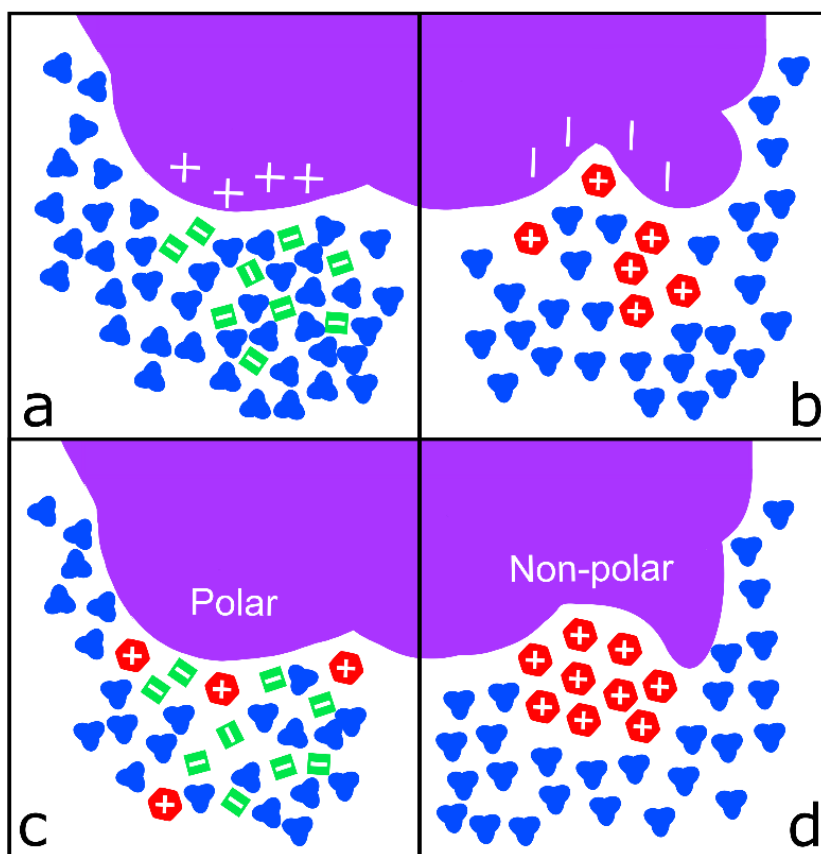 + + + +
− − − −
a
b
Polar
Non-polar
c
d